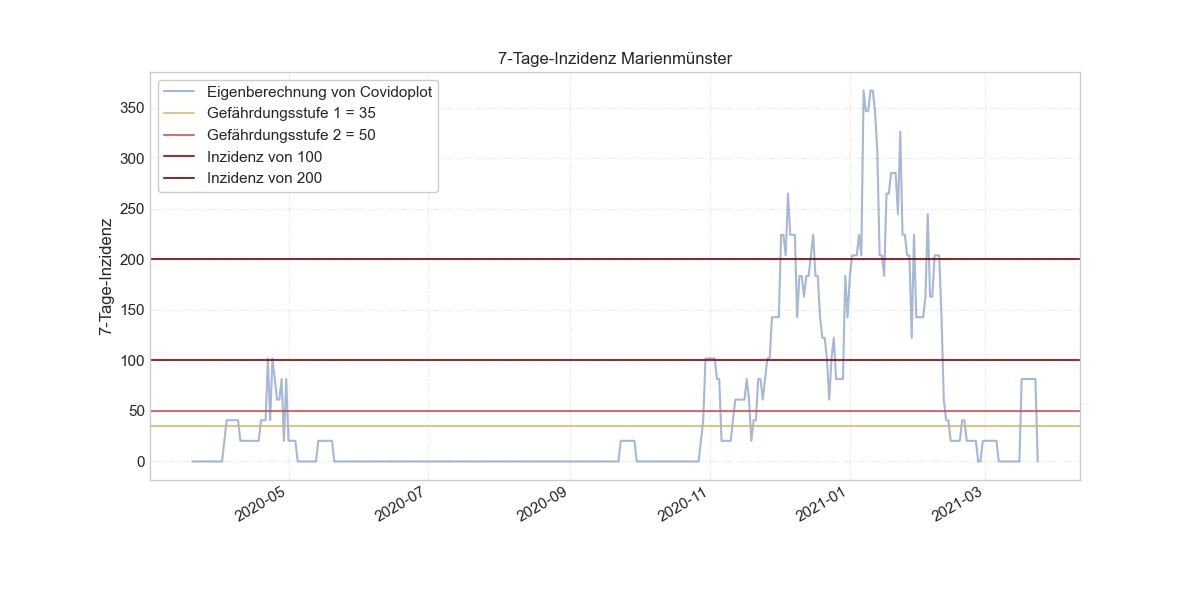 7-Tage-Inzidenz Marienmünster
Eigenberechnung von Covidoplot
Gefährdungsstufe 1 = 35
Gefährdungsstufe 2 = 50
Inzidenz von 100
Inzidenz von 200
7-Tage-Inzidenz
350
300
250
200
150
100
50
0
2020-05
2020-07
2020-09
2020-11
2021-01
2021-03